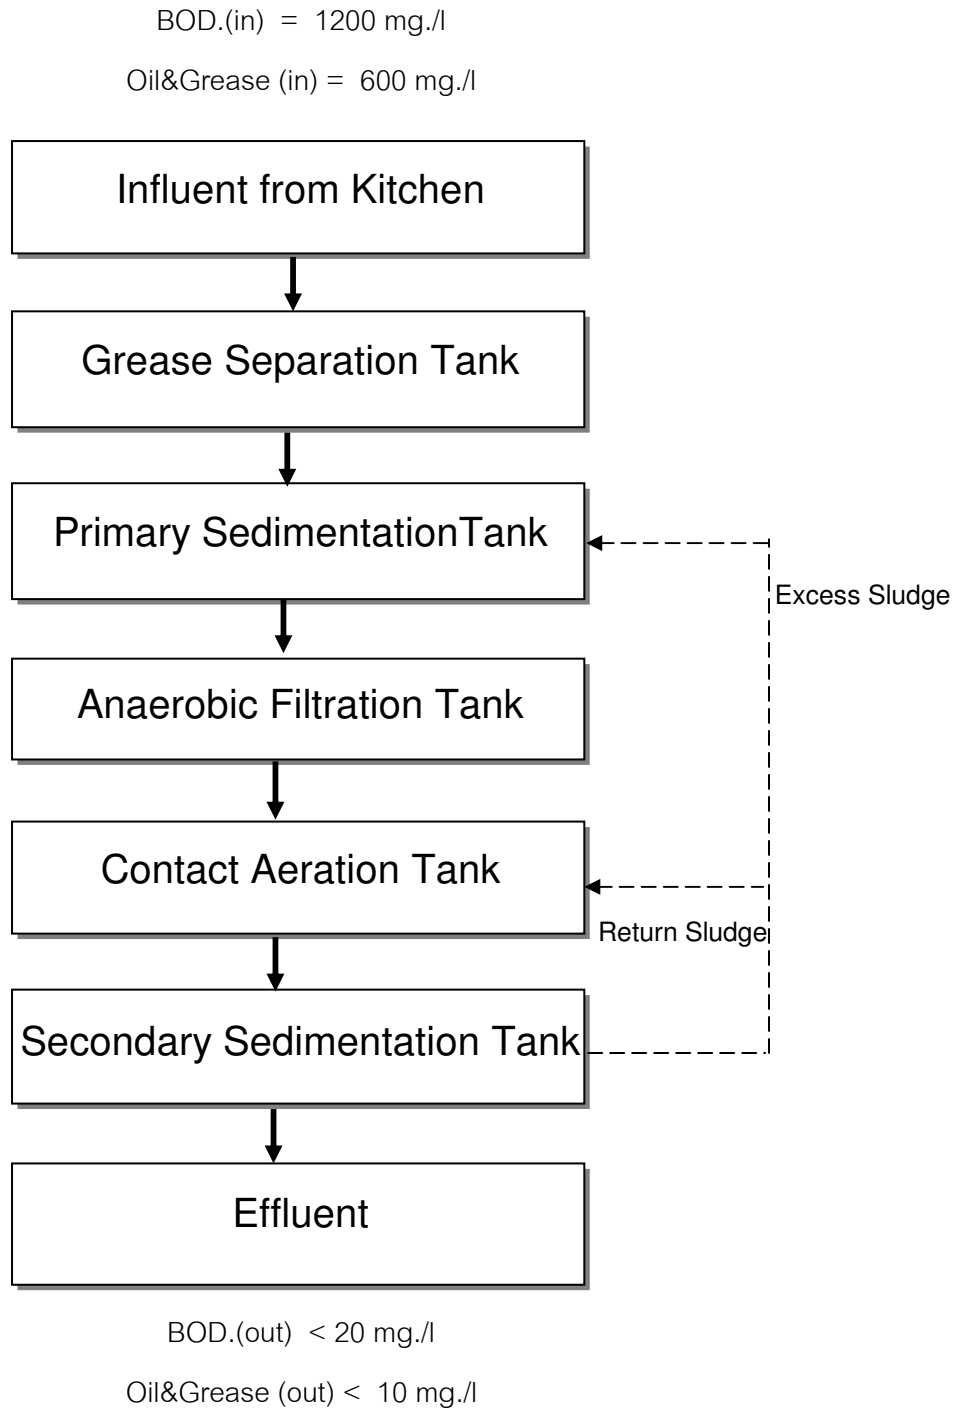 BOD.(in) = 1200 mg./l
Oil&Grease (in) = 600 mg./l
Influent from Kitchen
Grease Separation Tank
Primary SedimentationTank
Excess Sludge
Anaerobic Filtration Tank
Contact Aeration Tank
Return Sludge
Secondary Sedimentation Tank
Effluent
BOD.(out) < 20 mg./l
Oil&Grease (out) < 10 mg./l